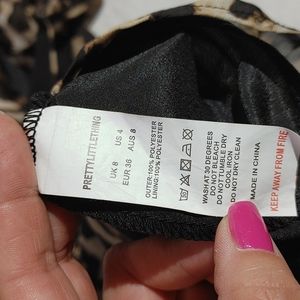 PRETTYLITTLETHING
UK 8 US 4
EUR 36 AUS 8
OUTER:100% POLYESTER
LINING:100% POLYESTER
WASH AT 30 DEGREES
DO NOT BLEACH
DO NOT TUMBLE DRY
COOL IRON
DO NOT DRY CLEAN
MADE IN CHINA
KEEP AWAY FROM FIRE